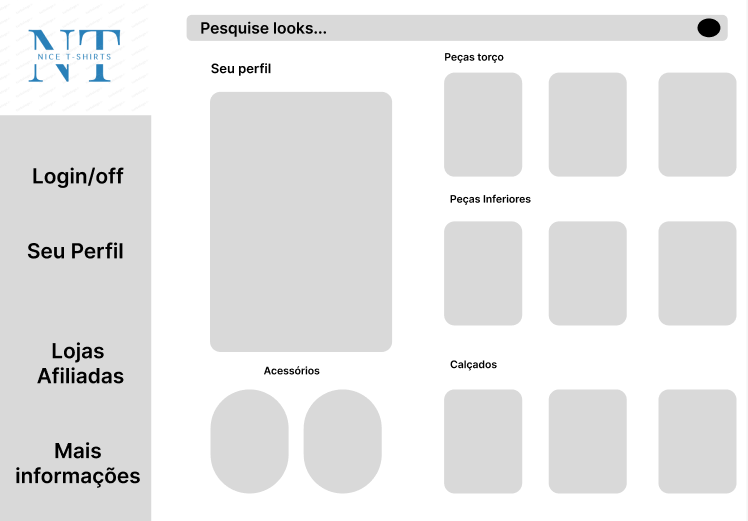 NT
NICE T-SHIRTS
Login/off
Seu Perfil
Lojas
Afiliadas
Mais
informações
Pesquise looks...
Seu perfil
Acessórios
Peças torço
Peças Inferiores
Calçados